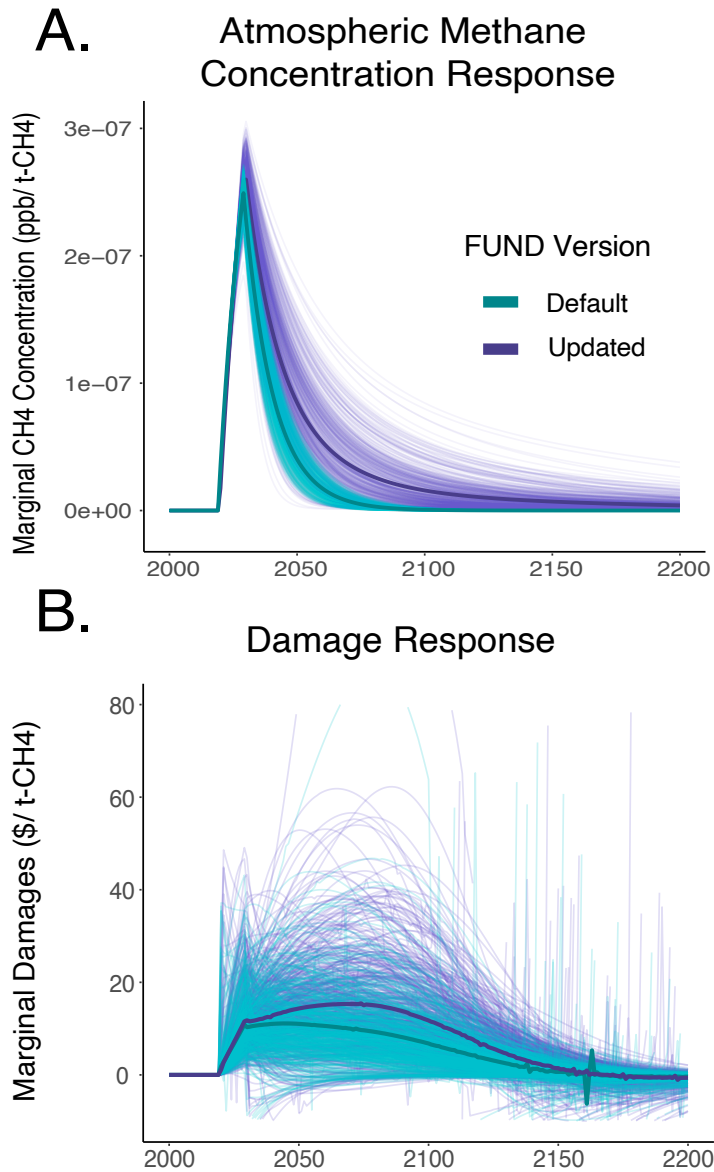 A.
Atmospheric Methane
Concentration Response
Marginal CH4 Concentration (ppb/ t-CH4)
3e-07
2e-07
1e-07
0e+00
FUND Version
Default
Updated
2000
2050
2100
2150
2200
B.
Damage Response
Marginal Damages ($/ t-CH4)
80
60
40
20
0
2000
2050
2100
2150
2200